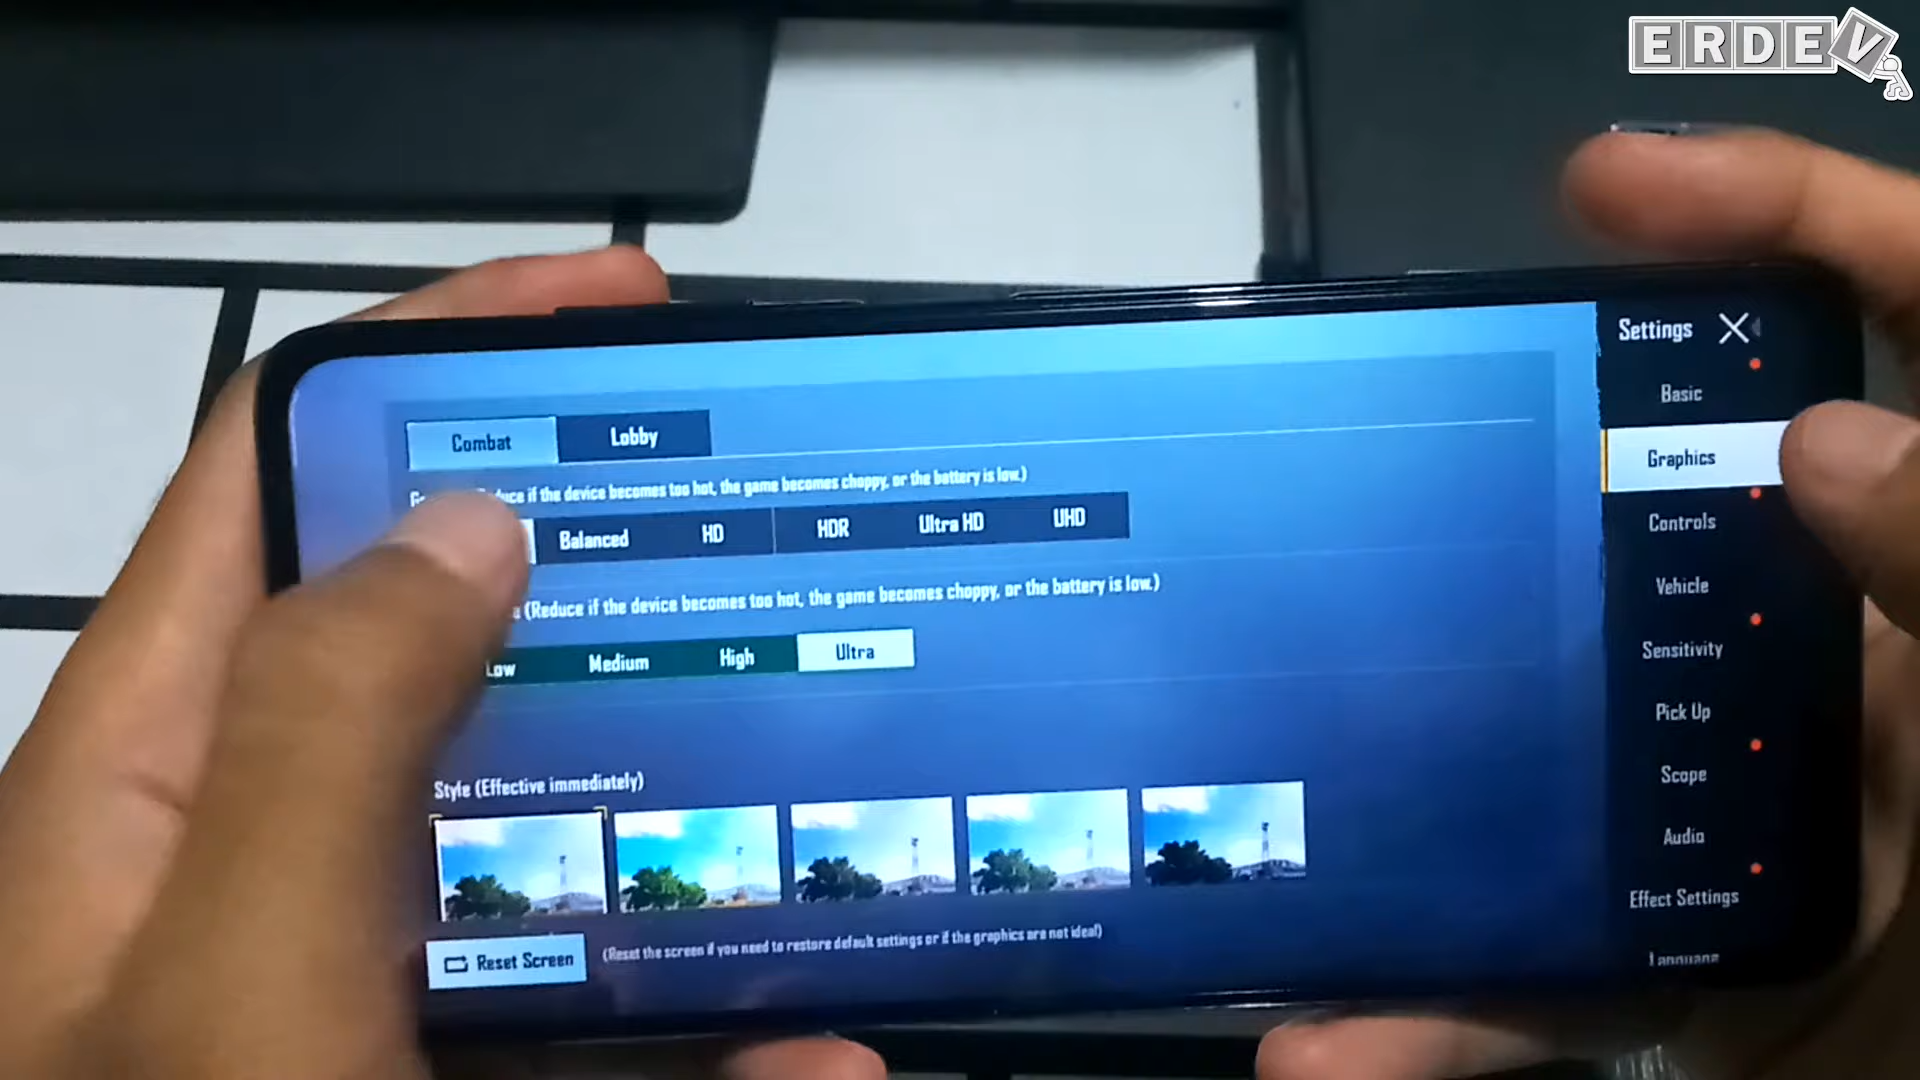 ERDEV
Settings
Basic
Combat
Lobby
Graphics
if the device becomes too hot, the game becomes choppy, or the battery is low.)
Balanced
HD
HDR
Ultra HD
UHD
Controls
(Reduce if the device becomes too hot, the game becomes choppy, or the battery is low.)
Vehicle
Low
Medium
High
Ultra
Sensitivity
Pick Up
Style (Effective immediately)
Scope
Audio
Effect Settings
Reset Screen
(Reset the screen if you need to restore default settings or if the graphics are not ideal)
Language